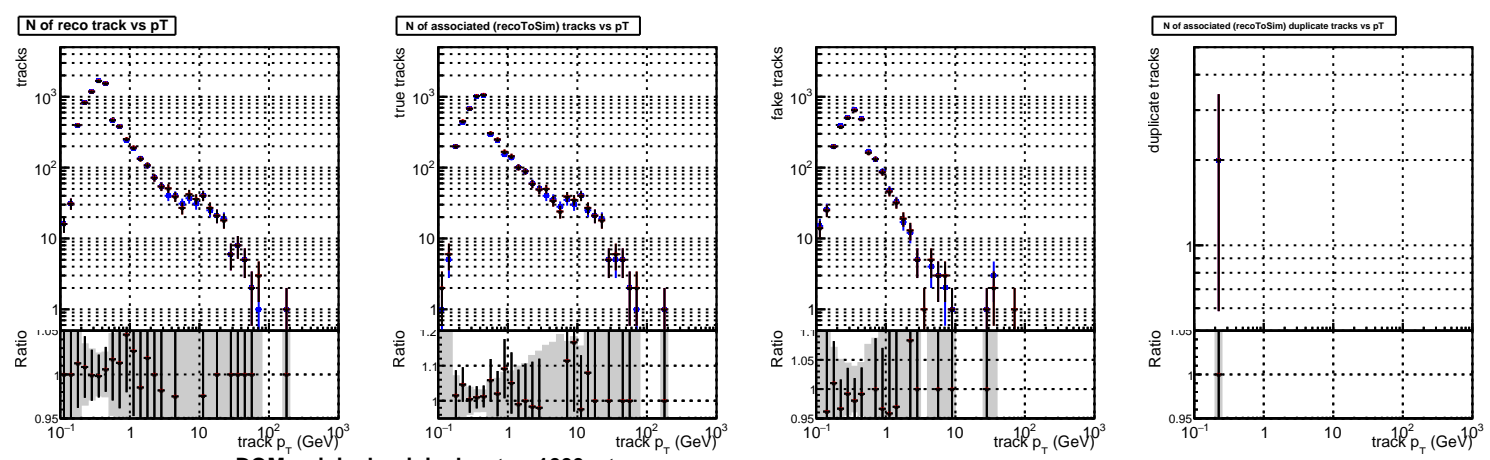 N of reco track vs pT
N of associated (recoToSim) tracks vs pT
N of associated (recoToSim) duplicate tracks vs pT
tracks
10³
10²
10
1
Ratio
1.05
1
0.95
10⁻¹ 1 10 10² 10³
track p_T (GeV)
true tracks
10³
10²
10
1
Ratio
1.2
1.1
1
10⁻¹ 1 10 10² 10³
track p_T (GeV)
fake tracks
10³
10²
10
1
Ratio
1.1
1.05
1
0.95
10⁻¹ 1 10 10² 10³
track p_T (GeV)
duplicate tracks
1
Ratio
1.05
1
0.95
10⁻¹ 1 10 10² 10³
track p_T (GeV)